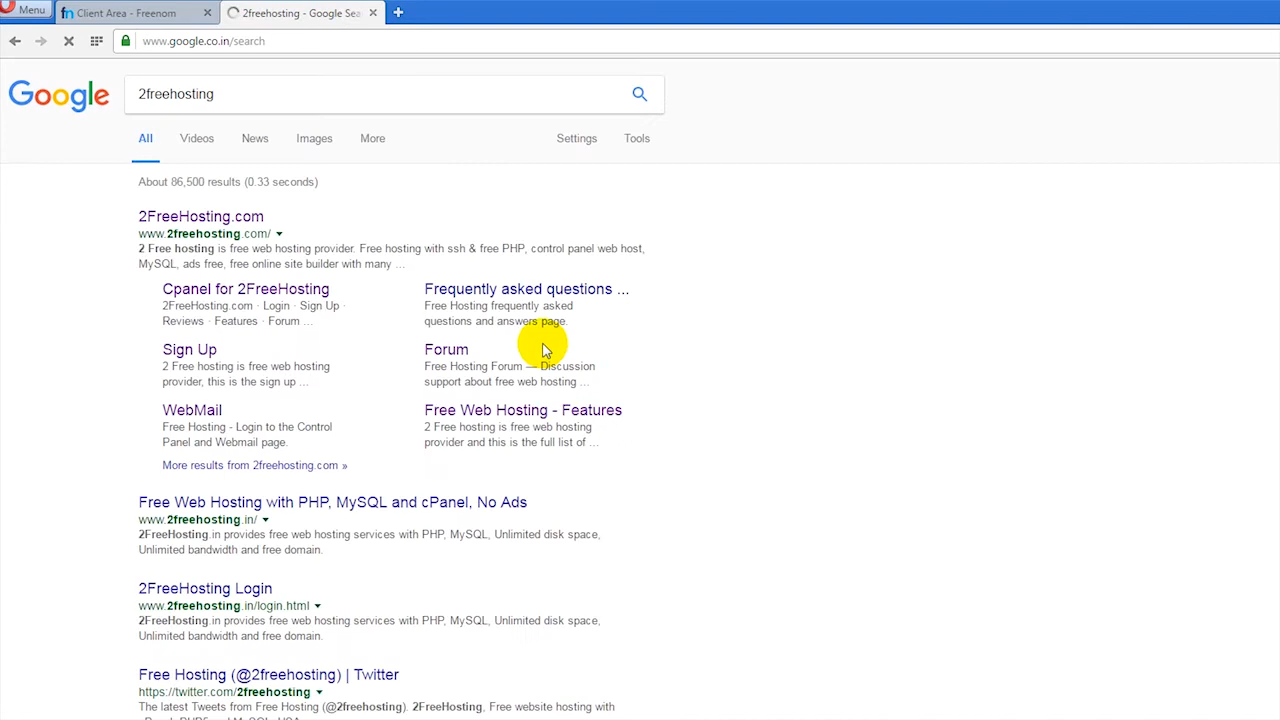 Menu
fn Client Area - Freenom
2freehosting - Google Sea
www.google.co.in/search
Google
2freehosting
All Videos News Images More Settings Tools
About 86,500 results (0.33 seconds)
2FreeHosting.com
www.2freehosting.com/
2 Free hosting is free web hosting provider. Free hosting with ssh & free PHP, control panel web host,
MySQL, ads free, free online site builder with many ...
Cpanel for 2FreeHosting
2FreeHosting.com · Login · Sign Up ·
Reviews · Features · Forum ...
Frequently asked questions ...
Free Hosting frequently asked
questions and answers page.
Sign Up
2 Free hosting is free web hosting
provider, this is the sign up ...
Forum
Free Hosting Forum — Discussion
support about free web hosting ...
WebMail
Free Hosting - Login to the Control
Panel and Webmail page.
Free Web Hosting - Features
2 Free hosting is free web hosting
provider and this is the full list of ...
More results from 2freehosting.com »
Free Web Hosting with PHP, MySQL and cPanel, No Ads
www.2freehosting.in/
2FreeHosting.in provides free web hosting services with PHP, MySQL, Unlimited disk space,
Unlimited bandwidth and free domain.
2FreeHosting Login
www.2freehosting.in/login.html
2FreeHosting.in provides free web hosting services with PHP, MySQL, Unlimited disk space,
Unlimited bandwidth and free domain.
Free Hosting (@2freehosting) | Twitter
https://twitter.com/2freehosting
The latest Tweets from Free Hosting (@2freehosting). 2FreeHosting, Free website hosting with